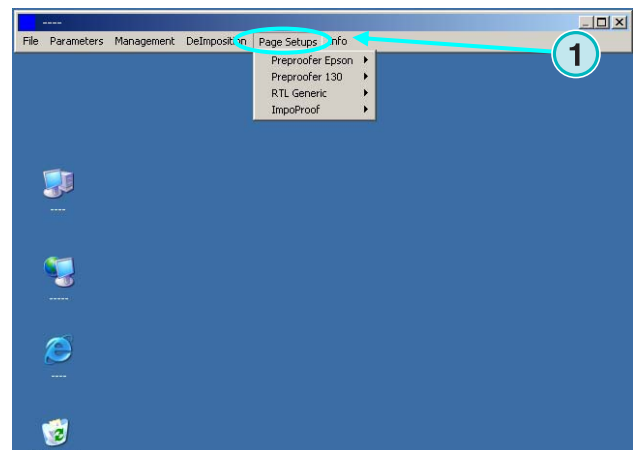 ----
File Parameters Management DeImposition Page Setups Info
1
Preproofer Epson
Preproofer 130
RTL Generic
ImpoProof
----
-----
----